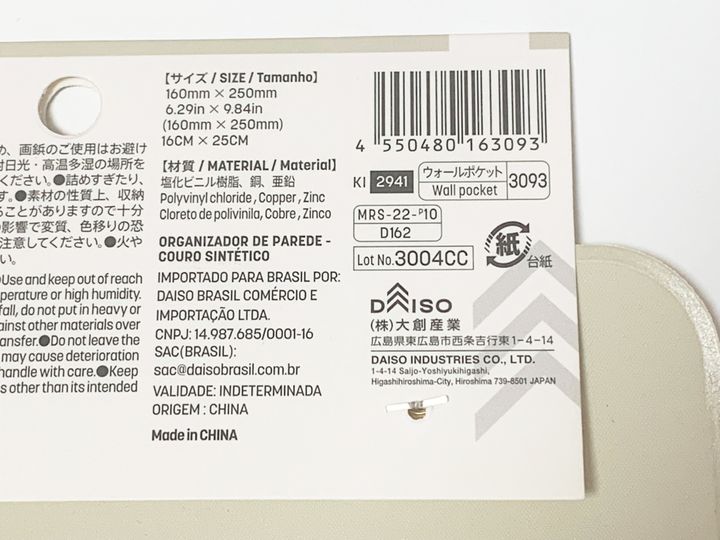 め、画鋲のご使用はお避け
射日光・高温多湿の場所を
ください。●詰めすぎたり、
す。●素材の性質上、収納
ることがありますので十分
の影響で変質、色移りの恐
注意してください。●火や
い。
●Use and keep out of reach
perature or high humidity.
fall, do not put in heavy or
ainst other materials over
ansfer.●Do not leave the
may cause deterioration
handle with care.●Keep
s other than its intended
【サイズ / SIZE / Tamanho】
160mm × 250mm
6.29in × 9.84in
(160mm × 250mm)
16CM × 25CM
【材質 / MATERIAL / Material】
塩化ビニル樹脂、銅、亜鉛
Polyvinyl chloride , Copper , Zinc
Cloreto de polivinila, Cobre , Zinco
ORGANIZADOR DE PAREDE -
COURO SINTÉTICO
IMPORTADO PARA BRASIL POR:
DAISO BRASIL COMÉRCIO E
IMPORTAÇÃO LTDA.
CNPJ: 14.987.685/0001-16
SAC(BRASIL):
sac@daisobrasil.com.br
VALIDADE: INDETERMINADA
ORIGEM : CHINA
Made in CHINA
4 550480 163093
KI 2941 ウォールポケット 3093
Wall pocket
MRS-22-P10
D162
Lot No.3004CC
紙 台紙
DAISO
(株)大創産業
広島県東広島市西条吉行東1-4-14
DAISO INDUSTRIES CO., LTD.
1-4-14 Saijo-Yoshiyukihigashi,
Higashihiroshima-City, Hiroshima 739-8501 JAPAN